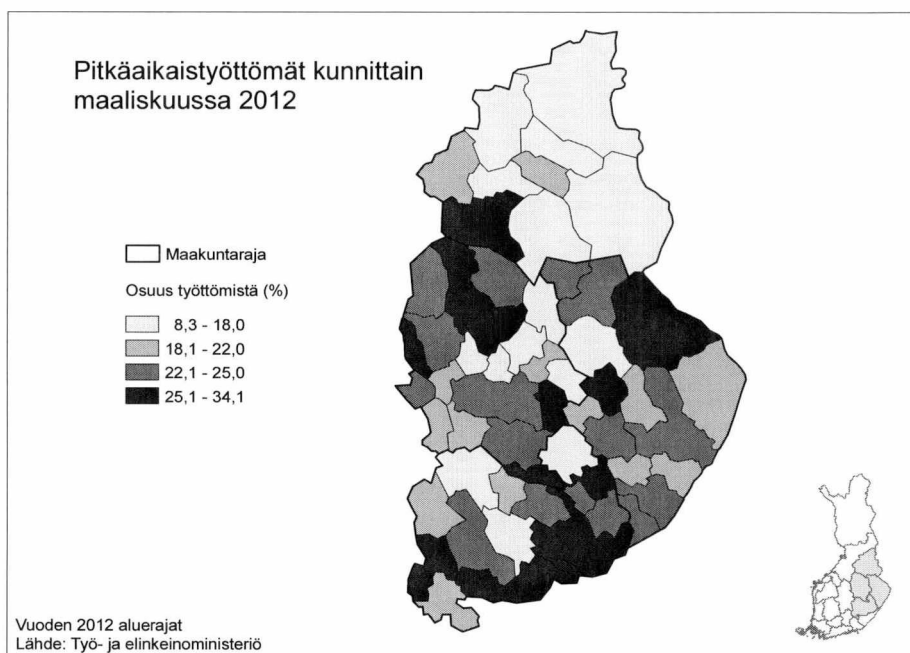 Pitkäaikaistyöttömät kunnittain
maaliskuussa 2012
Maakuntaraja
Osuus työttömistä (%)
8,3 - 18,0
18,1 - 22,0
22,1 - 25,0
25,1 - 34,1
Vuoden 2012 aluerajat
Lähde: Työ- ja elinkeinoministeriö